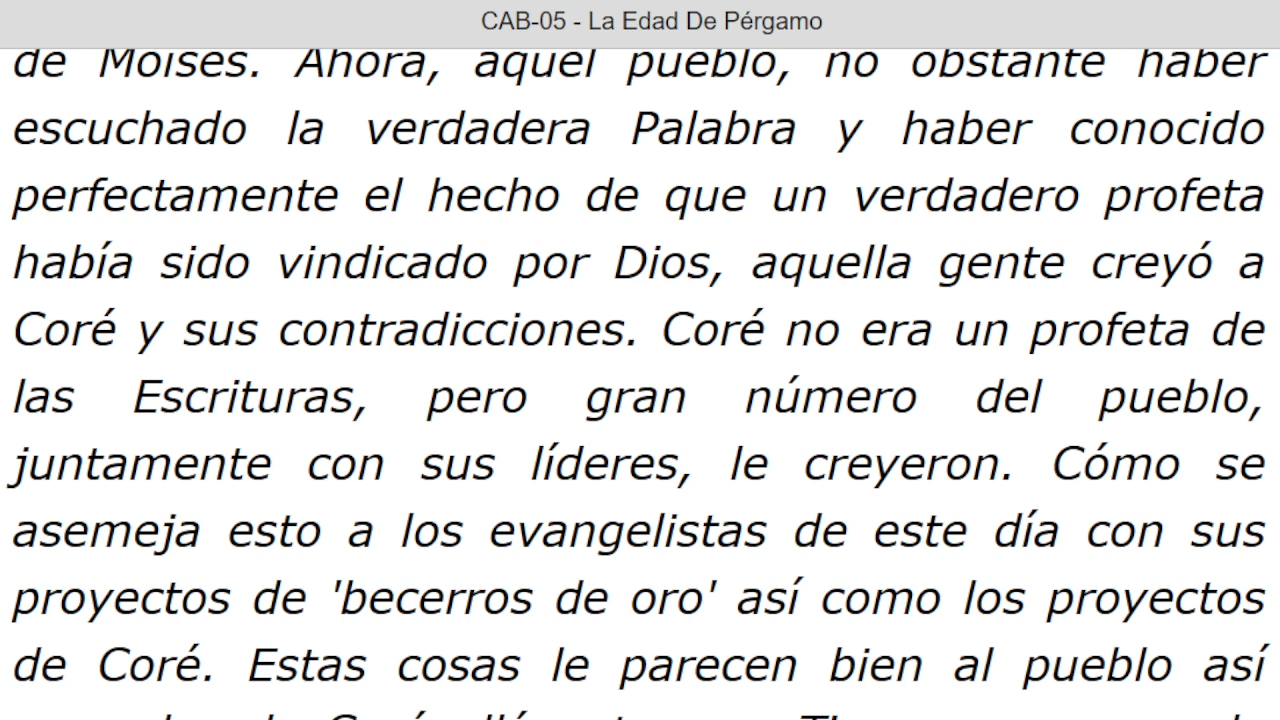 CAB-05 - La Edad De Pérgamo
de Moisés. Ahora, aquel pueblo, no obstante haber
escuchado la verdadera Palabra y haber conocido
perfectamente el hecho de que un verdadero profeta
había sido vindicado por Dios, aquella gente creyó a
Coré y sus contradicciones. Coré no era un profeta de
las Escrituras, pero gran número del pueblo,
juntamente con sus líderes, le creyeron. Cómo se
asemeja esto a los evangelistas de este día con sus
proyectos de 'becerros de oro' así como los proyectos
de Coré. Estas cosas le parecen bien al pueblo así